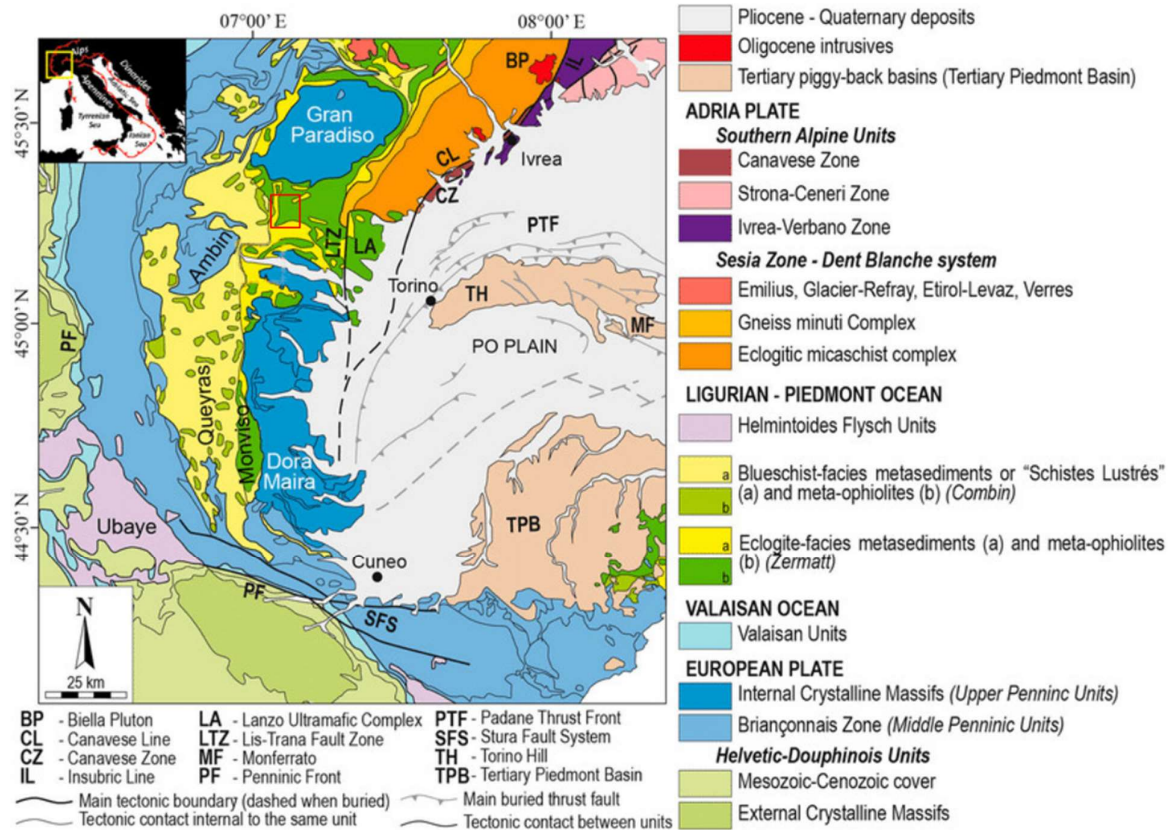 07°00' E
08°00' E
45°30' N
45°00' N
44°30' N
Alps
Dinarides
Adriatic Sea
Apennines
Tyrrenian
Sea
Ionian
Sea
BP
IL
Gran
Paradiso
CL
Ivrea
CZ
PTF
LTZ
LA
Ambin
Torino
TH
MF
PF
PO PLAIN
Queyras
Monviso
Dora
Maira
Ubaye
TPB
Cuneo
PF
SFS
N
25 km
BP - Biella Pluton
CL - Canavese Line
CZ - Canavese Zone
IL - Insubric Line
LA - Lanzo Ultramafic Complex
LTZ - Lis-Trana Fault Zone
MF - Monferrato
PF - Penninic Front
PTF - Padane Thrust Front
SFS - Stura Fault System
TH - Torino Hill
TPB - Tertiary Piedmont Basin
Main tectonic boundary (dashed when buried)
Tectonic contact internal to the same unit
Main buried thrust fault
Tectonic contact between units
Pliocene - Quaternary deposits
Oligocene intrusives
Tertiary piggy-back basins (Tertiary Piedmont Basin)
ADRIA PLATE
Southern Alpine Units
Canavese Zone
Strona-Ceneri Zone
Ivrea-Verbano Zone
Sesia Zone - Dent Blanche system
Emilius, Glacier-Refray, Etirol-Levaz, Verres
Gneiss minuti Complex
Eclogitic micaschist complex
LIGURIAN - PIEDMONT OCEAN
Helmintoides Flysch Units
a
b
Blueschist-facies metasediments or “Schistes Lustrés”
(a) and meta-ophiolites (b) (Combin)
a
b
Eclogite-facies metasediments (a) and meta-ophiolites
(b) (Zermatt)
VALAISAN OCEAN
Valaisan Units
EUROPEAN PLATE
Internal Crystalline Massifs (Upper Penninc Units)
Briançonnais Zone (Middle Penninic Units)
Helvetic-Douphinois Units
Mesozoic-Cenozoic cover
External Crystalline Massifs